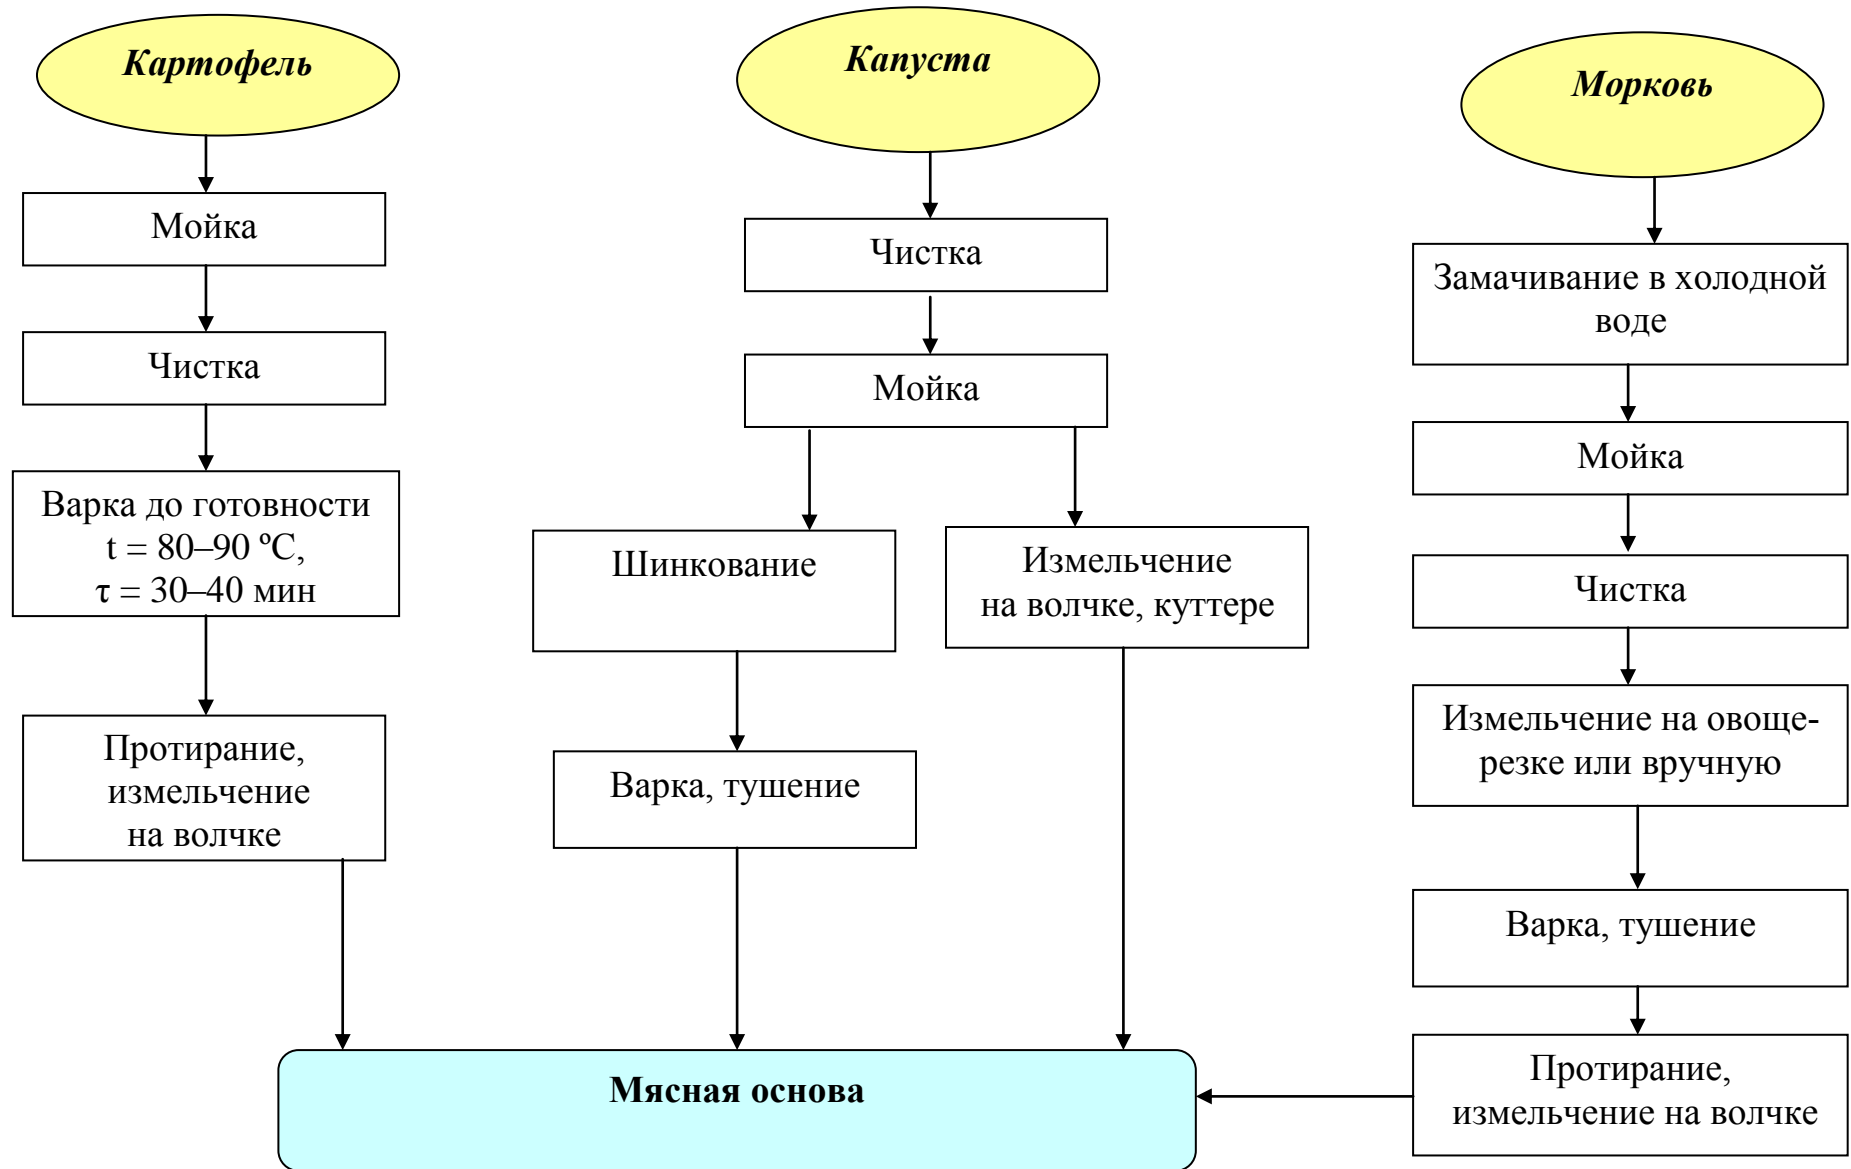 Картофель
Мойка
Чистка
Варка до готовности
t = 80–90 ºС,
τ = 30–40 мин
Протирание,
измельчение
на волчке
Капуста
Чистка
Мойка
Шинкование
Варка, тушение
Измельчение
на волчке, куттере
Морковь
Замачивание в холодной
воде
Мойка
Чистка
Измельчение на овоще-
резке или вручную
Варка, тушение
Протирание,
измельчение на волчке
Мясная основа